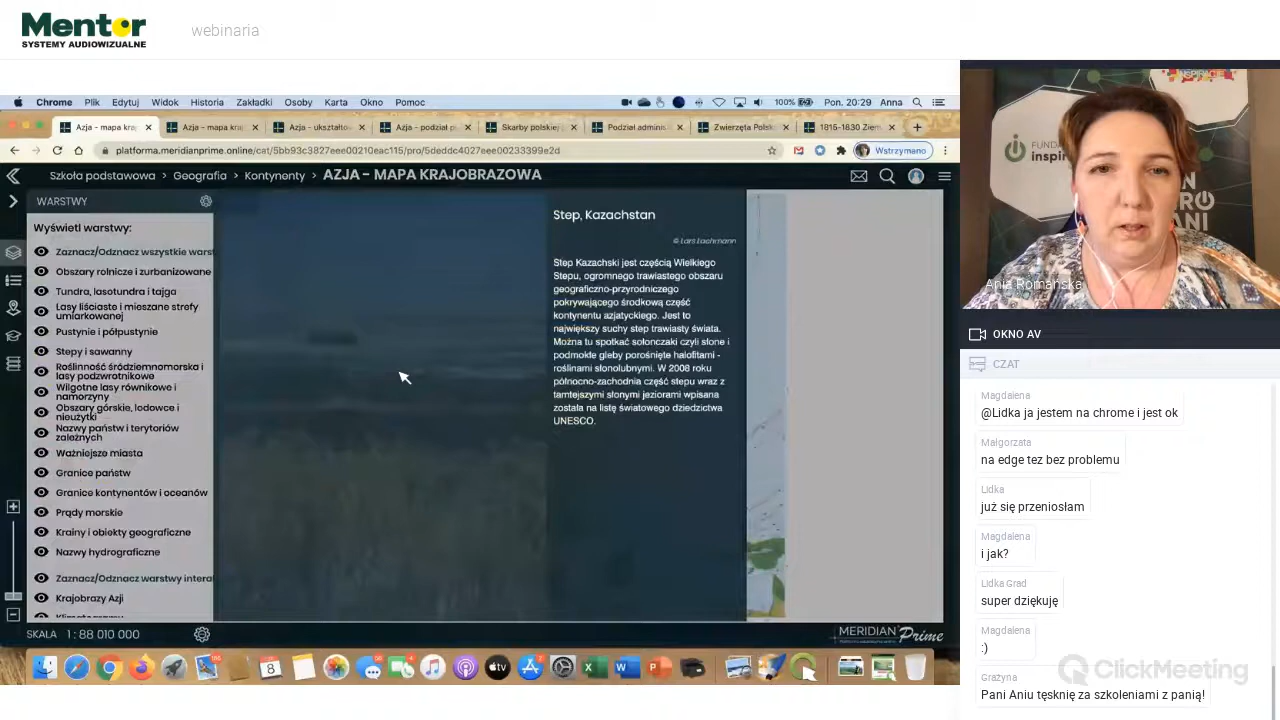 Mentor
SYSTEMY AUDIOWIZUALNE
webinaria
Chrome Plik Edytuj Widok Historia Zakładki Osoby Karta Okno Pomoc
100% Pon. 20:29 Anna
Azja - mapa kraj
Azja - mapa kraj
Azja - ukształto
Azja - podział p
Skarby polskiej
Podział adminis
Zwierzęta Polsk
1815-1830 Ziem
platforma.meridianprime.online/cat/5bb93c3827eee00210eac115/pro/5deddc4027eee00233399e2d
Wstrzymano
Szkoła podstawowa > Geografia > Kontynenty > AZJA - MAPA KRAJOBRAZOWA
WARSTWY
Wyświetl warstwy:
Zaznacz/Odznacz wszystkie warst
Obszary rolnicze i zurbanizowane
Tundra, lasotundra i tajga
Lasy liściaste i mieszane strefy
umiarkowanej
Pustynie i półpustynie
Stepy i sawanny
Roślinność śródziemnomorska i
lasy podzwrotnikowe
Wilgotne lasy równikowe i
namorzyny
Obszary górskie, lodowce i
nieużytki
Nazwy państw i terytoriów
zależnych
Ważniejsze miasta
Granice państw
Granice kontynentów i oceanów
Prądy morskie
Krainy i obiekty geograficzne
Nazwy hydrograficzne
Zaznacz/Odznacz warstwy intera
Krajobrazy Azji
SKALA 1 : 88 010 000
Step, Kazachstan
© Lars Lachmann
Step Kazachski jest częścią Wielkiego
Stepu, ogromnego trawiastego obszaru
geograficzno-przyrodniczego
pokrywającego środkową część
kontynentu azjatyckiego. Jest to
największy suchy step trawiasty świata.
Można tu spotkać sołonczaki czyli słone i
podmokłe gleby porośnięte halofitami -
roślinami słonolubnymi. W 2008 roku
północno-zachodnia część stepu wraz z
tamtejszymi słonymi jeziorami wpisana
została na listę światowego dziedzictwa
UNESCO.
MERIDIAN Prime
Ania Romańska
OKNO AV
CZAT
Magdalena
@Lidka ja jestem na chrome i jest ok
Małgorzata
na edge tez bez problemu
Lidka
już się przeniosłam
Magdalena
i jak?
Lidka Grad
super dziękuję
Magdalena
:)
Grażyna
Pani Aniu tęsknię za szkoleniami z panią!
ClickMeeting